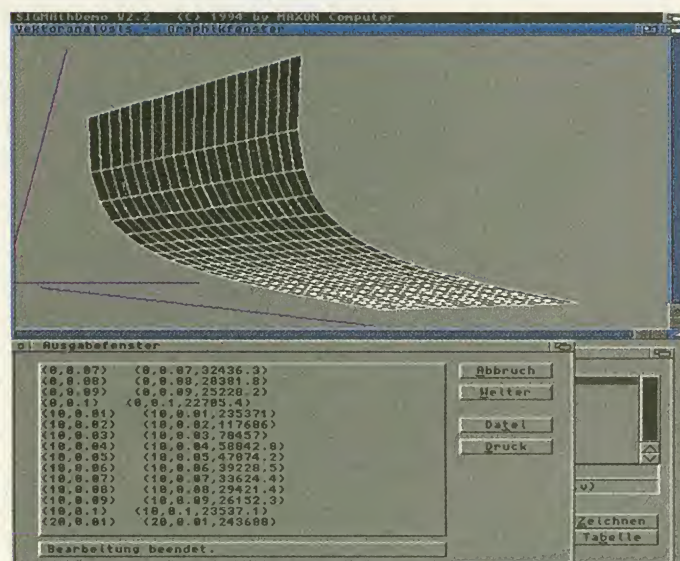 SIGMAthDemo V2.2 (C) 1994 by MAXON Computer
Vektoranalysis - Graphikfenster
Ausgabefenster
(0,0.07) (0,0.07,32436.3)
(0,0.08) (0,0.08,28381.8)
(0,0.09) (0,0.09,25228.2)
(0,0.1) (0,0.1,22705.4)
(10,0.01) (10,0.01,235371)
(10,0.02) (10,0.02,117686)
(10,0.03) (10,0.03,78457)
(10,0.04) (10,0.04,58842.8)
(10,0.05) (10,0.05,47074.2)
(10,0.06) (10,0.06,39228.5)
(10,0.07) (10,0.07,33624.4)
(10,0.08) (10,0.08,29421.4)
(10,0.09) (10,0.09,26152.3)
(10,0.1) (10,0.1,23537.1)
(20,0.01) (20,0.01,243688)
Bearbeitung beendet.
Abbruch
Weiter
Datei
Druck
v)
Zeichnen
Tabelle